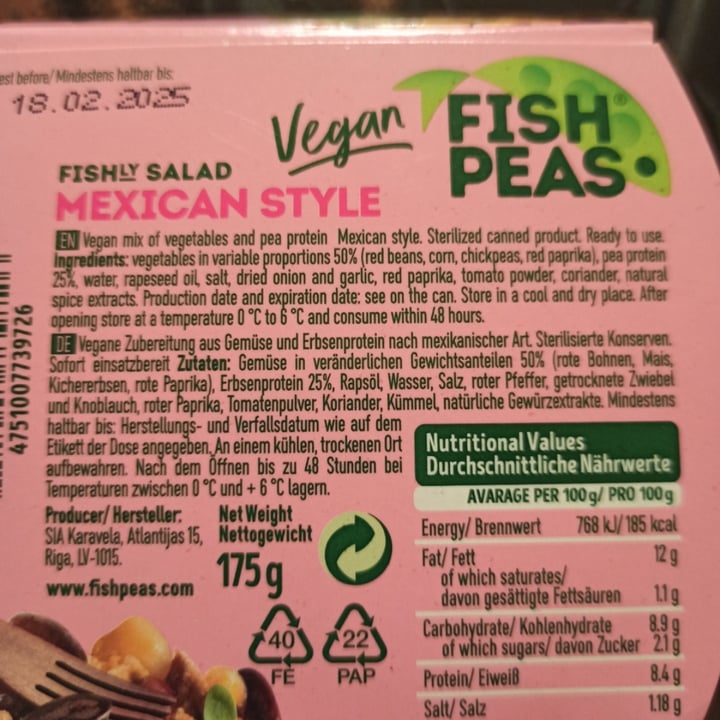 est before/ Mindestens haltbar bis:
18.02.2025
Vegan
FISH
PEAS
FISHLY SALAD
MEXICAN STYLE
EN Vegan mix of vegetables and pea protein Mexican style. Sterilized canned product. Ready to use.
Ingredients: vegetables in variable proportions 50% (red beans, corn, chickpeas, red paprika), pea protein
25%, water, rapeseed oil, salt, dried onion and garlic, red paprika, tomato powder, coriander, natural
spice extracts. Production date and expiration date: see on the can. Store in a cool and dry place. After
opening store at a temperature 0 °C to 6 °C and consume within 48 hours.
DE Vegane Zubereitung aus Gemüse und Erbsenprotein nach mexikanischer Art. Sterilisierte Konserven.
Sofort einsatzbereit Zutaten: Gemüse in veränderlichen Gewichtsanteilen 50% (rote Bohnen, Mais,
Kichererbsen, rote Paprika), Erbsenprotein 25%, Rapsöl, Wasser, Salz, roter Pfeffer, getrocknete Zwiebel
und Knoblauch, roter Paprika, Tomatenpulver, Koriander, Kümmel, natürliche Gewürzextrakte. Mindestens
haltbar bis: Herstellungs- und Verfallsdatum wie auf dem
Etikett der Dose angegeben. An einem kühlen, trockenen Ort
aufbewahren. Nach dem Öffnen bis zu 48 Stunden bei
Temperaturen zwischen 0 °C und + 6 °C lagern.
4751007739726
Producer/ Hersteller:
SIA Karavela, Atlantijas 15,
Riga, LV-1015.
www.fishpeas.com
Net Weight
Nettogewicht
175 g
40
FE
22
PAP
Nutritional Values
Durchschnittliche Nährwerte
AVARAGE PER 100 g/ PRO 100 g
Energy/ Brennwert 768 kJ/ 185 kcal
Fat/ Fett 12 g
of which saturates/
davon gesättigte Fettsäuren 1.1 g
Carbohydrate/ Kohlenhydrate 8.9 g
of which sugars/ davon Zucker 2.1 g
Protein/ Eiweiß 8.4 g
Salt/ Salz 1.18 g